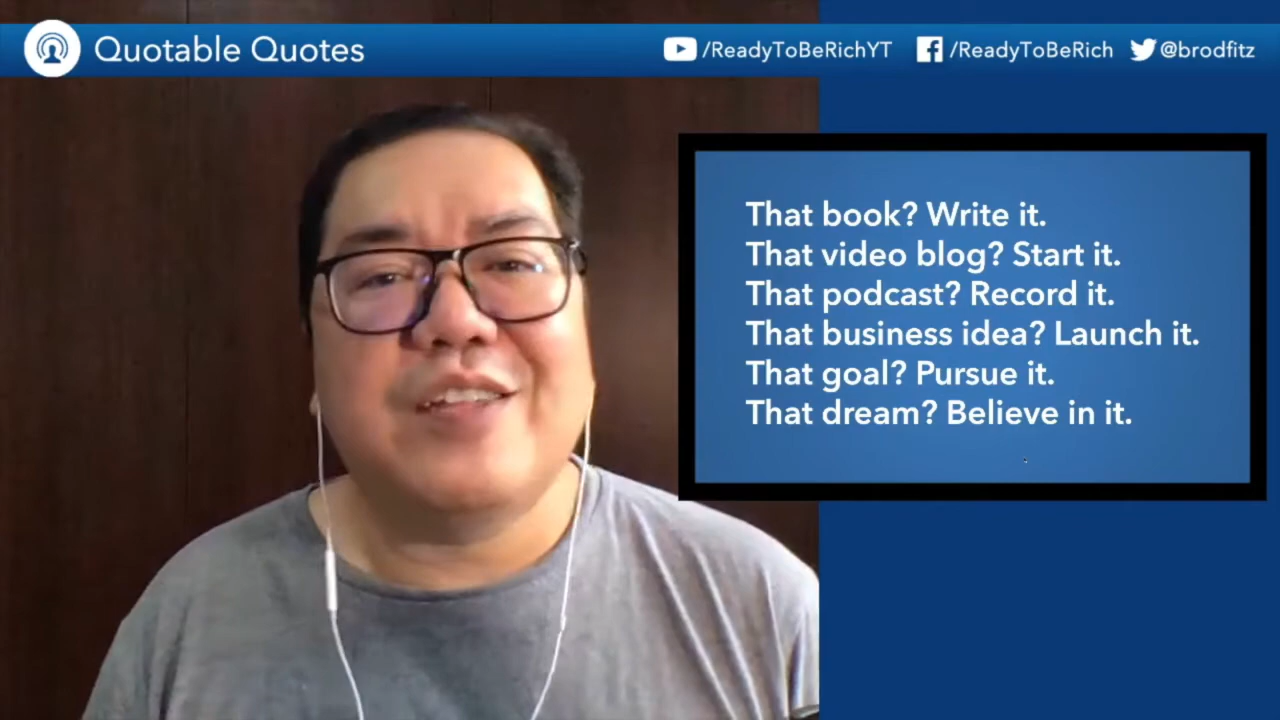 Quotable Quotes
/ReadyToBeRichYT /ReadyToBeRich @brodfitz
That book? Write it.
That video blog? Start it.
That podcast? Record it.
That business idea? Launch it.
That goal? Pursue it.
That dream? Believe in it.